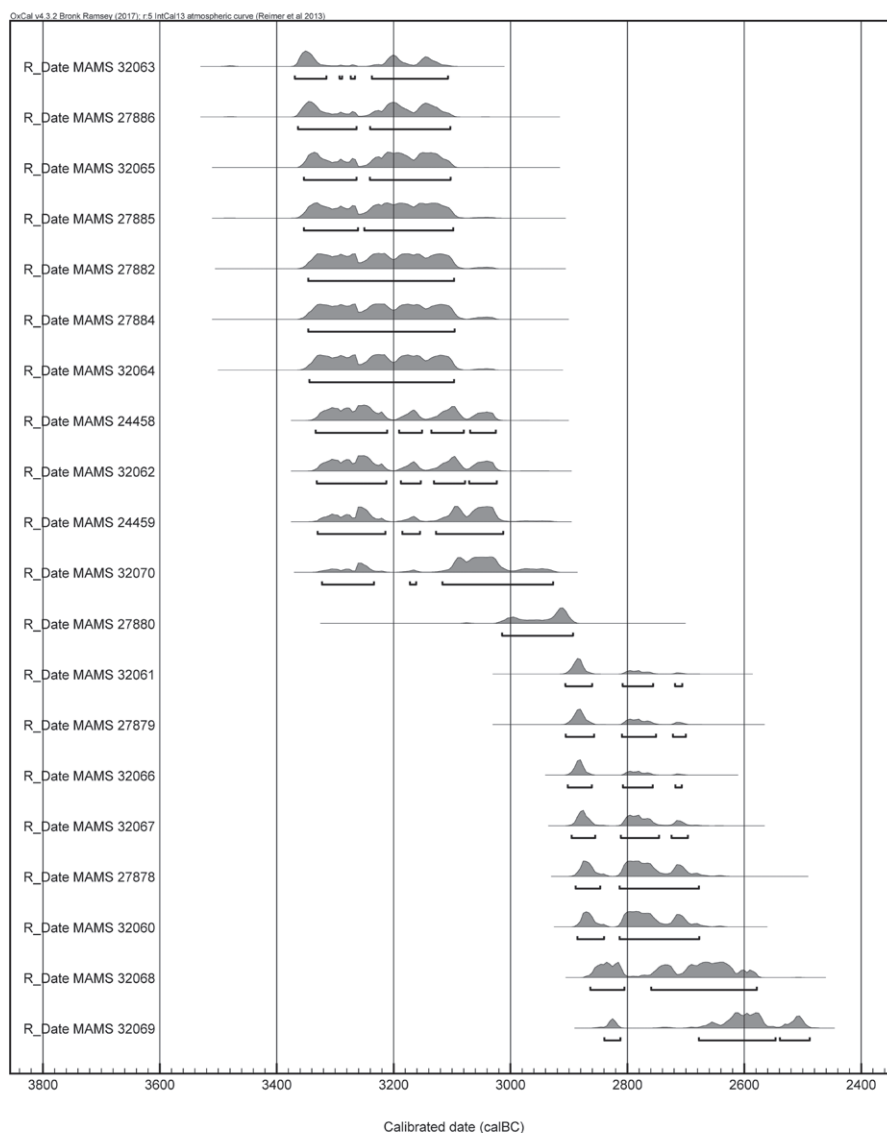 OxCal v4.3.2 Bronk Ramsey (2017); r:5 IntCal13 atmospheric curve (Reimer et al 2013)
R_Date MAMS 32063
R_Date MAMS 27886
R_Date MAMS 32065
R_Date MAMS 27885
R_Date MAMS 27882
R_Date MAMS 27884
R_Date MAMS 32064
R_Date MAMS 24458
R_Date MAMS 32062
R_Date MAMS 24459
R_Date MAMS 32070
R_Date MAMS 27880
R_Date MAMS 32061
R_Date MAMS 27879
R_Date MAMS 32066
R_Date MAMS 32067
R_Date MAMS 27878
R_Date MAMS 32060
R_Date MAMS 32068
R_Date MAMS 32069
3800 3600 3400 3200 3000 2800 2600 2400
Calibrated date (calBC)